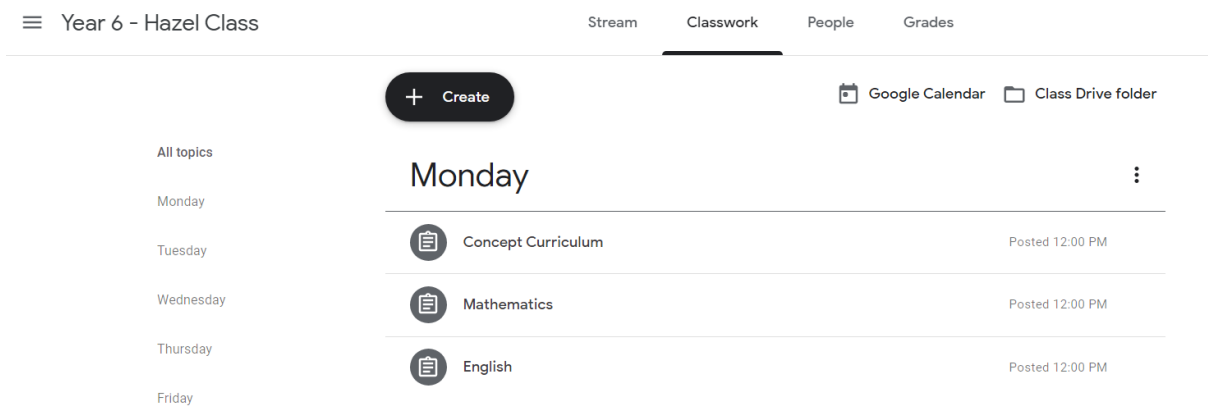 Year 6 - Hazel Class
Stream
Classwork
People
Grades
Create
Google Calendar
Class Drive folder
All topics
Monday
Tuesday
Wednesday
Thursday
Friday
Monday
Concept Curriculum
Posted 12:00 PM
Mathematics
Posted 12:00 PM
English
Posted 12:00 PM